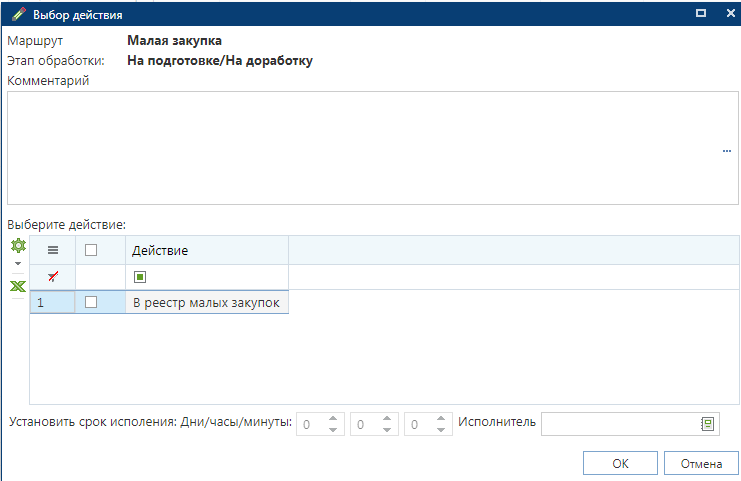 Выбор действия
Маршрут Малая закупка
Этап обработки: На подготовке/На доработку
Комментарий
...
Выберите действие:
Действие
1 В реестр малых закупок
Установить срок исполения: Дни/часы/минуты: 0 0 0 Исполнитель
ОК Отмена